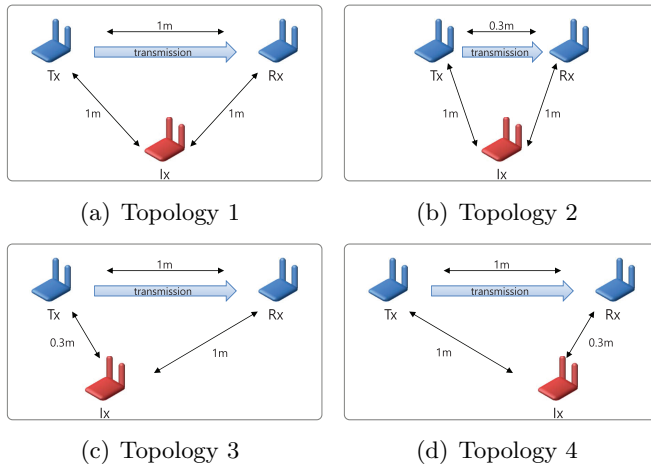 1m
transmission
Tx
Rx
1m
1m
Ix
(a) Topology 1
0.3m
transmission
Tx
Rx
1m
1m
Ix
(b) Topology 2
1m
transmission
Tx
Rx
0.3m
1m
Ix
(c) Topology 3
1m
transmission
Tx
Rx
1m
0.3m
Ix
(d) Topology 4